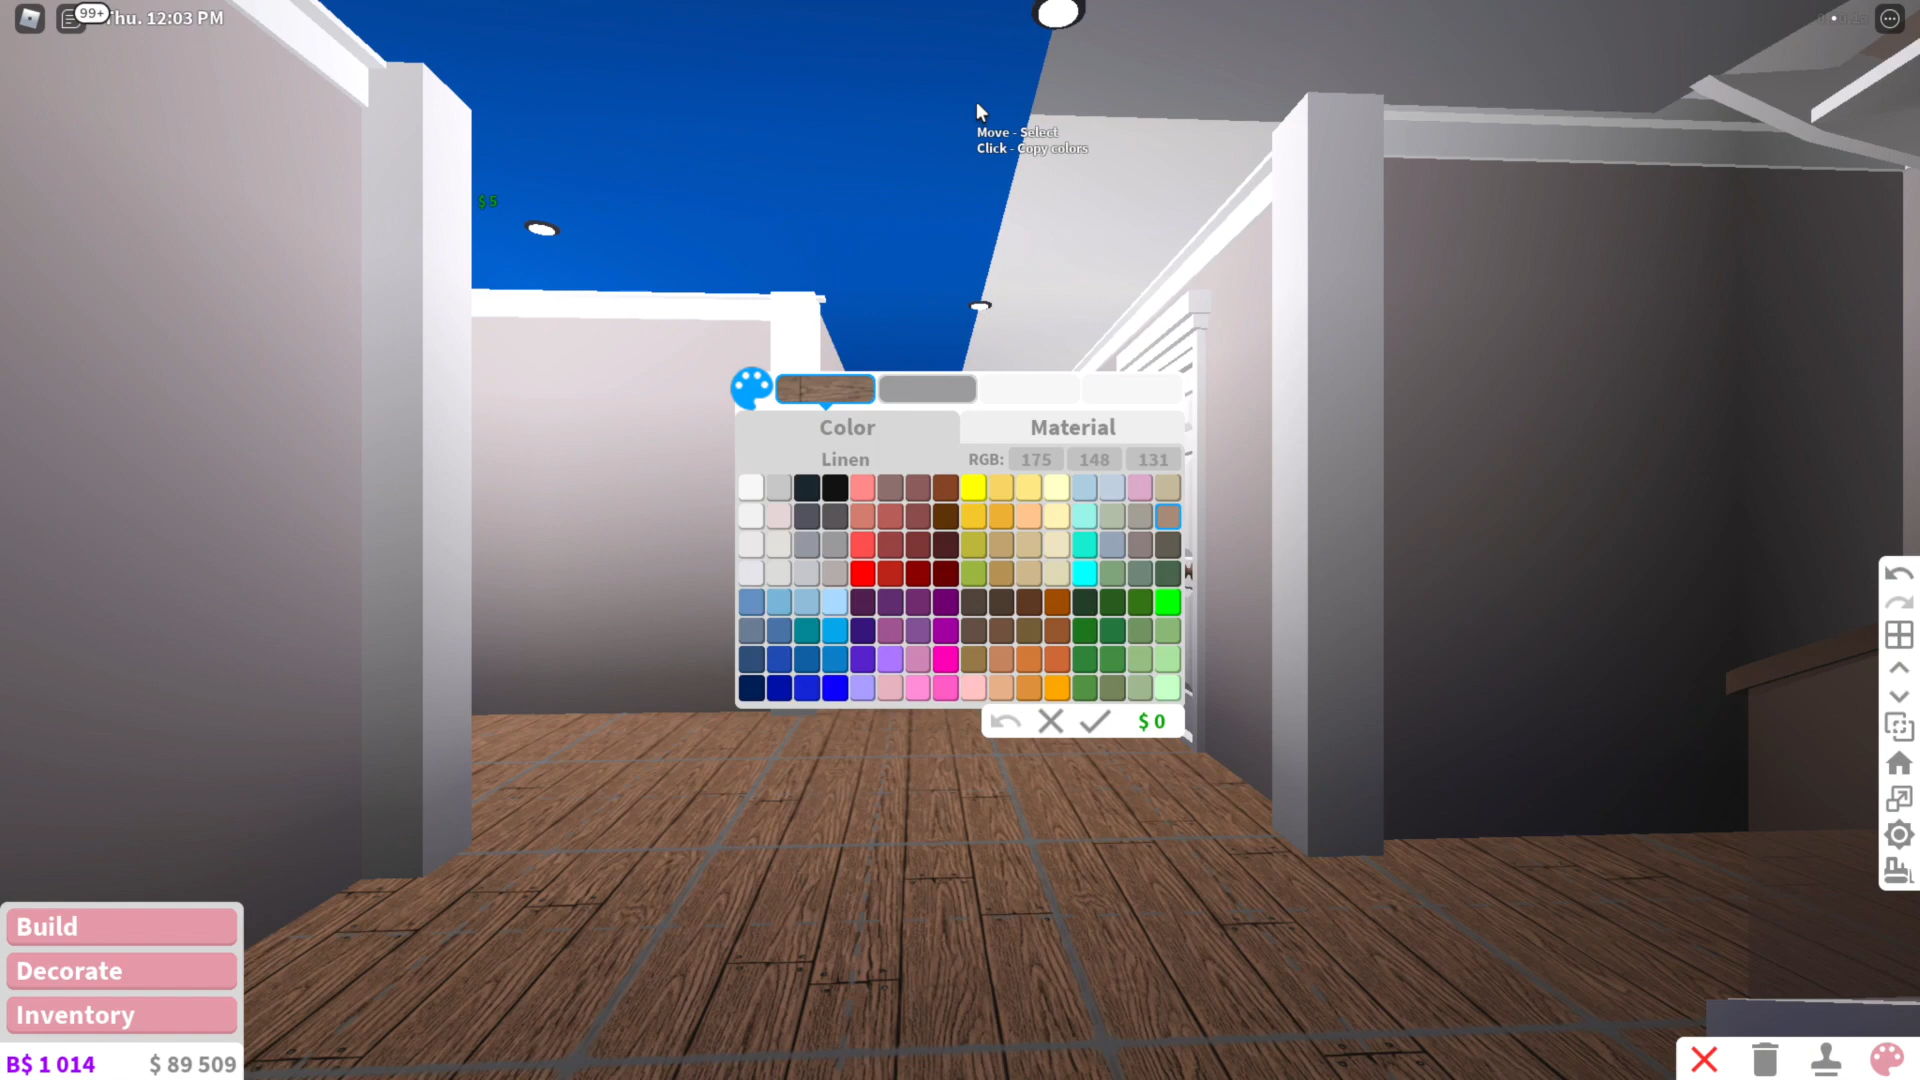 99+
hu. 12:03 PM
Move - Select
Click - Copy colors
$ 5
Color
Material
Linen
RGB: 175 148 131
$ 0
Build
Decorate
Inventory
B$ 1 014
$ 89 509